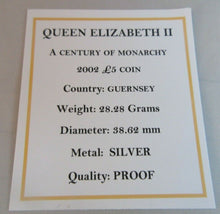 QUEEN ELIZABETH II
A CENTURY OF MONARCHY
2002 £5 COIN
Country: GUERNSEY
Weight: 28.28 Grams
Diameter: 38.62 mm
Metal: SILVER
Quality: PROOF